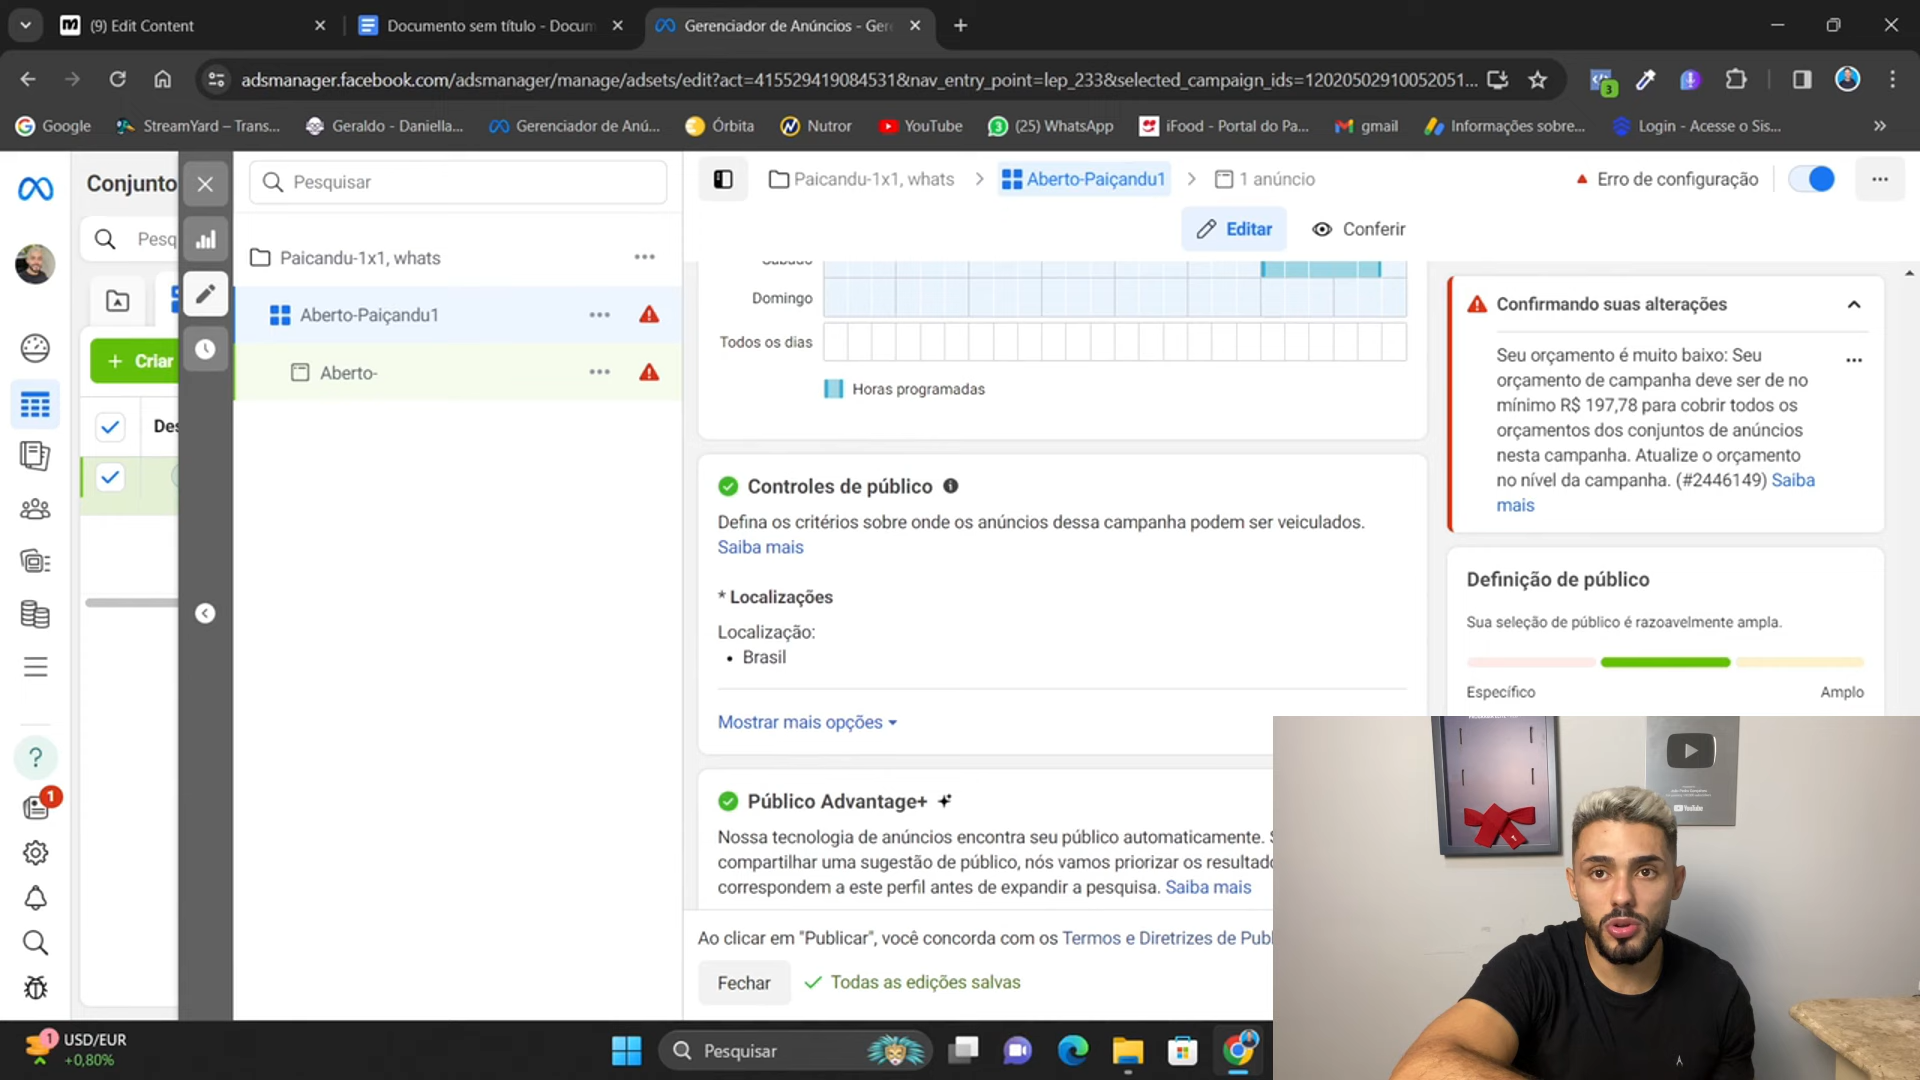 (9) Edit Content
Documento sem título - Docum
Gerenciador de Anúncios - Ger
adsmanager.facebook.com/adsmanager/manage/adsets/edit?act=415529419084531&nav_entry_point=lep_233&selected_campaign_ids=12020502910052051...
3
Google
StreamYard – Trans...
Geraldo - Daniella...
Gerenciador de Anú...
Órbita
Nutror
YouTube
(25) WhatsApp
iFood - Portal do Pa...
gmail
Informações sobre...
Login - Acesse o Sis...
Conjunto
Pesq
Criar
Des
1
Pesquisar
Paicandu-1x1, whats
Aberto-Paiçandu1
Aberto-
Paicandu-1x1, whats
Aberto-Paiçandu1
1 anúncio
Erro de configuração
Editar
Conferir
Sábado
Domingo
Todos os dias
Horas programadas
Controles de público
Defina os critérios sobre onde os anúncios dessa campanha podem ser veiculados.
Saiba mais
* Localizações
Localização:
• Brasil
Mostrar mais opções
Público Advantage+
Nossa tecnologia de anúncios encontra seu público automaticamente. S
compartilhar uma sugestão de público, nós vamos priorizar os resultado
correspondem a este perfil antes de expandir a pesquisa. Saiba mais
Ao clicar em "Publicar", você concorda com os Termos e Diretrizes de Publ
Fechar
Todas as edições salvas
Confirmando suas alterações
Seu orçamento é muito baixo: Seu
orçamento de campanha deve ser de no
mínimo R$ 197,78 para cobrir todos os
orçamentos dos conjuntos de anúncios
nesta campanha. Atualize o orçamento
no nível da campanha. (#2446149) Saiba
mais
Definição de público
Sua seleção de público é razoavelmente ampla.
Específico
Amplo
YouTube
1
USD/EUR
+0,80%
Pesquisar